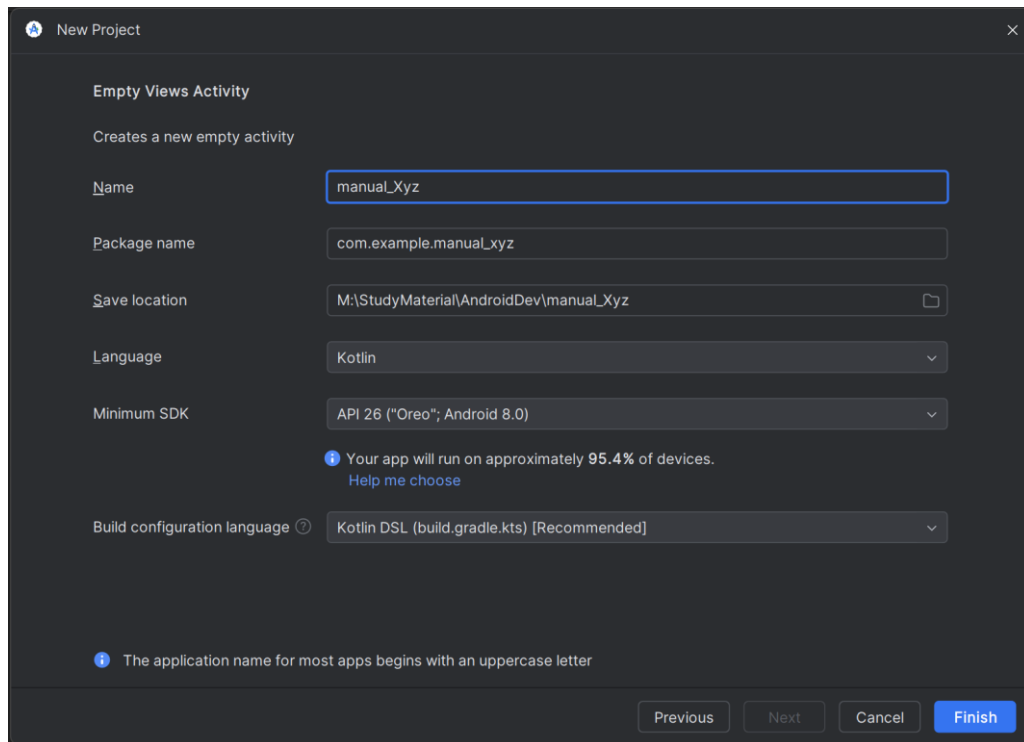 New Project
Empty Views Activity
Creates a new empty activity
Name manual_Xyz
Package name com.example.manual_xyz
Save location M:\StudyMaterial\AndroidDev\manual_Xyz
Language Kotlin
Minimum SDK API 26 ("Oreo"; Android 8.0)
Your app will run on approximately 95.4% of devices.
Help me choose
Build configuration language ? Kotlin DSL (build.gradle.kts) [Recommended]
The application name for most apps begins with an uppercase letter
Previous Next Cancel Finish